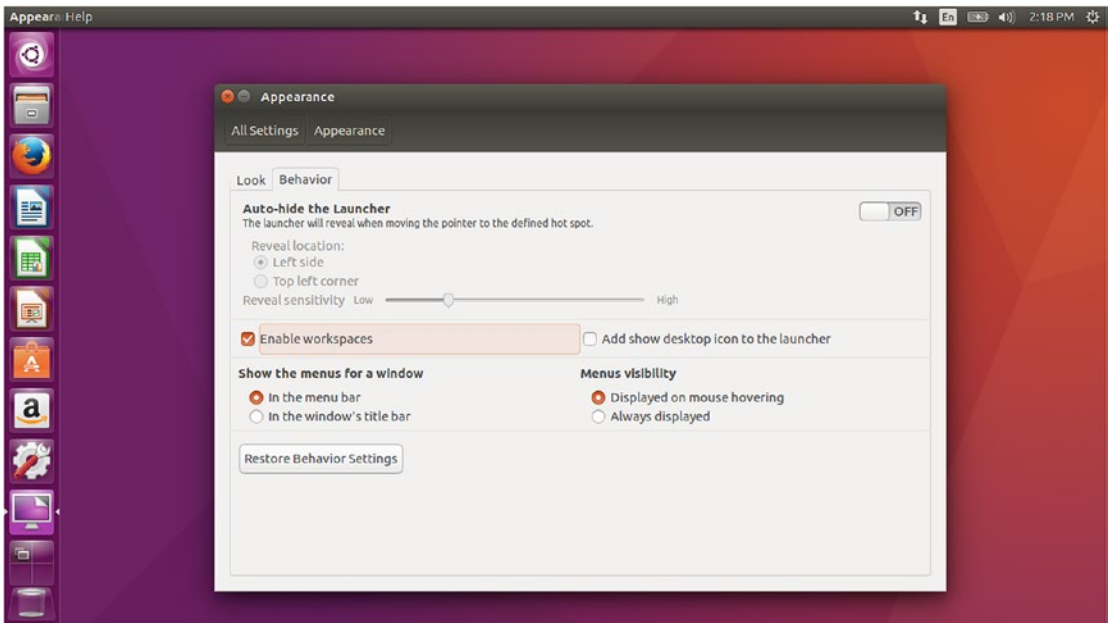 Appeara Help
En 2:18 PM
Appearance
All Settings Appearance
Look Behavior
Auto-hide the Launcher
OFF
The launcher will reveal when moving the pointer to the defined hot spot.
Reveal location:
Left side
Top left corner
Reveal sensitivity Low High
Enable workspaces Add show desktop icon to the launcher
Show the menus for a window Menus visibility
In the menu bar Displayed on mouse hovering
In the window's title bar Always displayed
Restore Behavior Settings